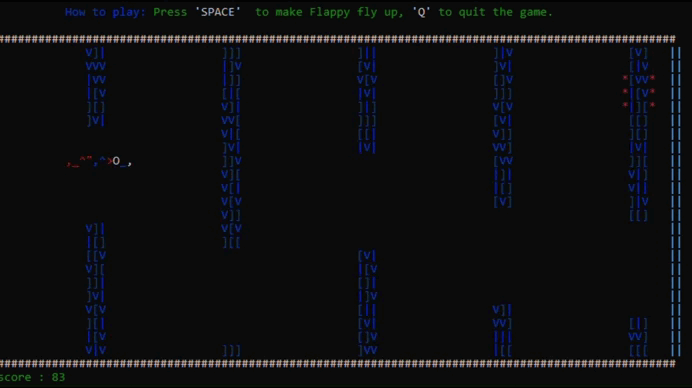 How to play: Press 'SPACE' to make Flappy fly up, 'Q' to quit the game.
score : 83